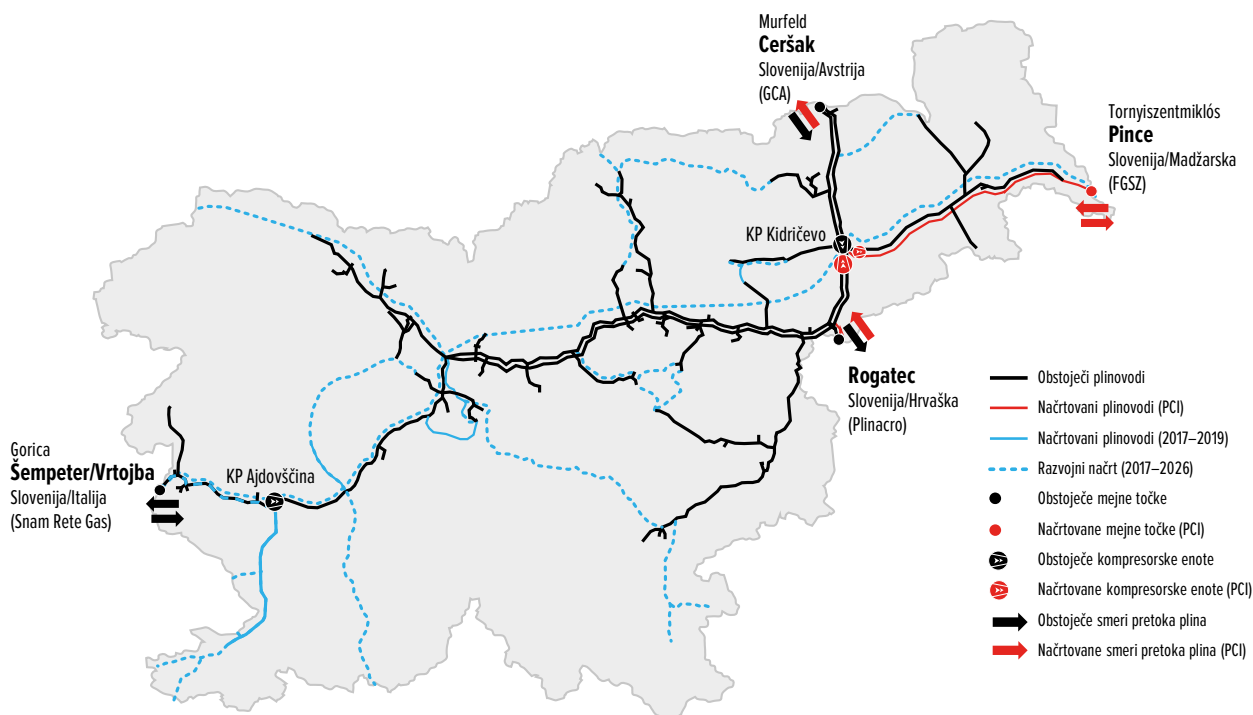 Murfeld
Ceršak
Slovenija/Avstrija
(GCA)
Tornyiszentmiklós
Pince
Slovenija/Madžarska
(FGSZ)
KP Kidričevo
Rogatec
Slovenija/Hrvaška
(Plinacro)
Gorica
Šempeter/Vrtojba
Slovenija/Italija
(Snam Rete Gas)
KP Ajdovščina
Obstoječi plinovodi
Načrtovani plinovodi (PCI)
Načrtovani plinovodi (2017–2019)
Razvojni načrt (2017–2026)
Obstoječe mejne točke
Načrtovane mejne točke (PCI)
Obstoječe kompresorske enote
Načrtovane kompresorske enote (PCI)
Obstoječe smeri pretoka plina
Načrtovane smeri pretoka plina (PCI)